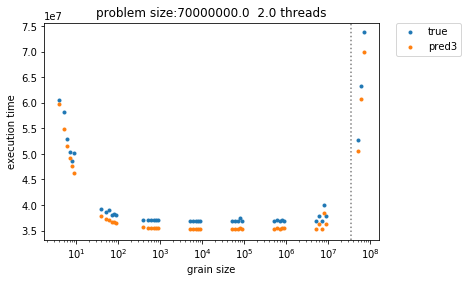 problem size:70000000.0  2.0 threads
1e7
true
pred3
7.5
7.0
6.5
6.0
5.5
5.0
4.5
4.0
3.5
execution time
10^1 10^2 10^3 10^4 10^5 10^6 10^7 10^8
grain size